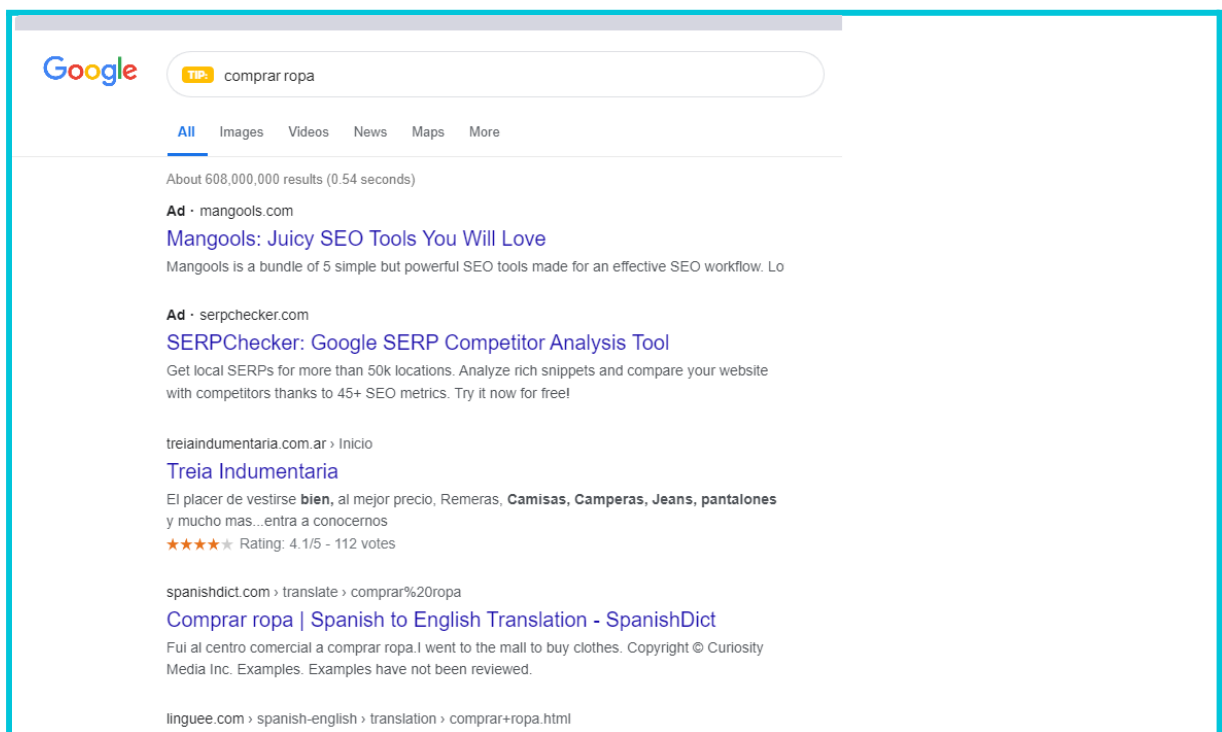 Google
TIP: comprar ropa
All Images Videos News Maps More
About 608,000,000 results (0.54 seconds)
Ad · mangools.com
Mangools: Juicy SEO Tools You Will Love
Mangools is a bundle of 5 simple but powerful SEO tools made for an effective SEO workflow. Lo
Ad · serpchecker.com
SERPChecker: Google SERP Competitor Analysis Tool
Get local SERPs for more than 50k locations. Analyze rich snippets and compare your website
with competitors thanks to 45+ SEO metrics. Try it now for free!
treiaindumentaria.com.ar › Inicio
Treia Indumentaria
El placer de vestirse bien, al mejor precio, Remeras, Camisas, Camperas, Jeans, pantalones
y mucho mas...entra a conocernos
Rating: 4.1/5 - 112 votes
spanishdict.com › translate › comprar%20ropa
Comprar ropa | Spanish to English Translation - SpanishDict
Fui al centro comercial a comprar ropa.I went to the mall to buy clothes. Copyright © Curiosity
Media Inc. Examples. Examples have not been reviewed.
linguee.com › spanish-english › translation › comprar+ropa.html